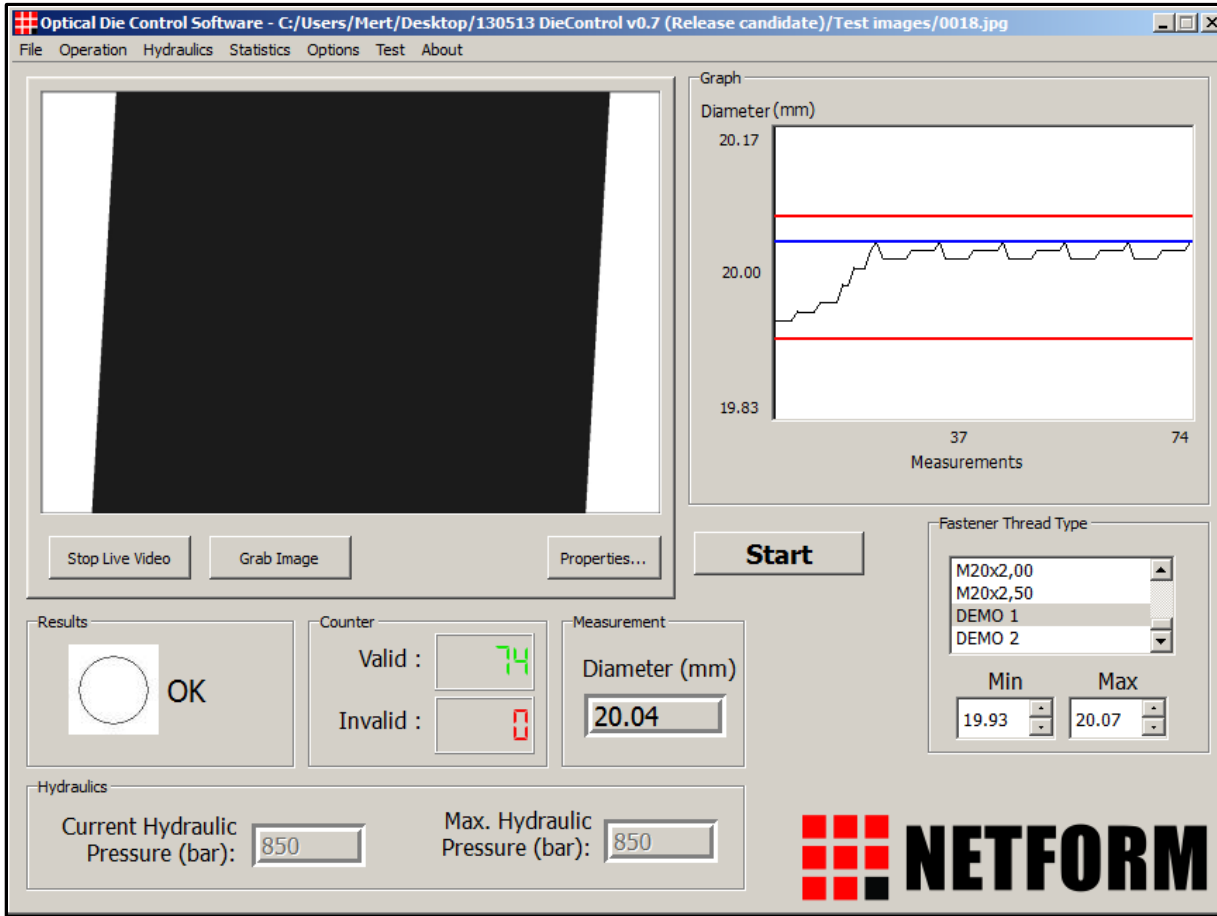 Optical Die Control Software - C:/Users/Mert/Desktop/130513 DieControl v0.7 (Release candidate)/Test images/0018.jpg
File Operation Hydraulics Statistics Options Test About
Graph
Diameter (mm)
20.17
20.00
19.83
37 74
Measurements
Stop Live Video Grab Image Properties...
Start
Fastener Thread Type
M20x2,00
M20x2,50
DEMO 1
DEMO 2
Min Max
19.93 20.07
Results
OK
Counter
Valid : 74
Invalid : 0
Measurement
Diameter (mm)
20.04
Hydraulics
Current Hydraulic
Pressure (bar): 850
Max. Hydraulic
Pressure (bar): 850
NETFORM